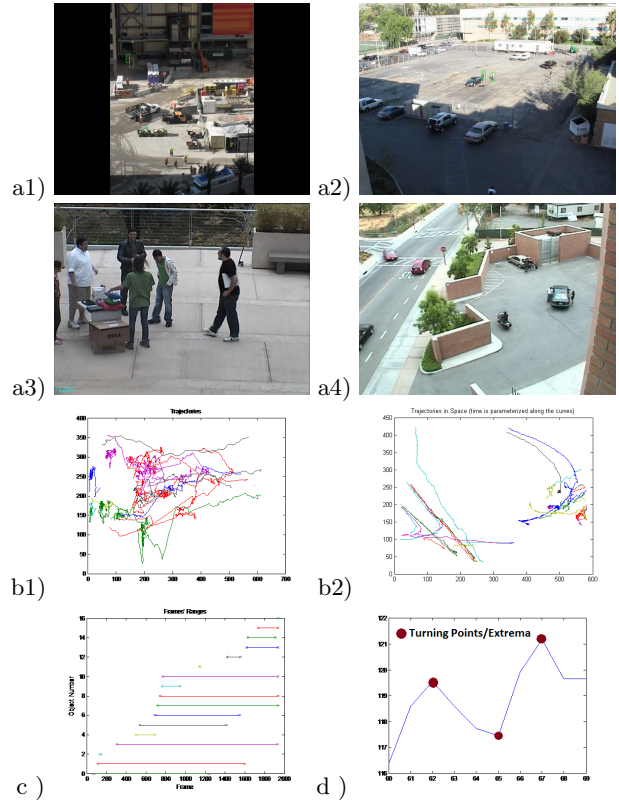 a1)
a2)
a3)
a4)
DELL
b1)
Trajectories
400
350
300
250
200
150
100
50
0
0 100 200 300 400 500 600 700
b2)
Trajectories in Space (time is parameterized along the curves)
450
400
350
300
250
200
150
100
50
0
0 100 200 300 400 500 600
c )
Frames' Ranges
Object Number
16
14
12
10
8
6
4
2
0
0 200 400 600 800 1000 1200 1400 1600 1800 2000
Frame
d )
Turning Points/Extrema
122
121
120
119
118
117
116
60 61 62 63 64 65 66 67 68 69